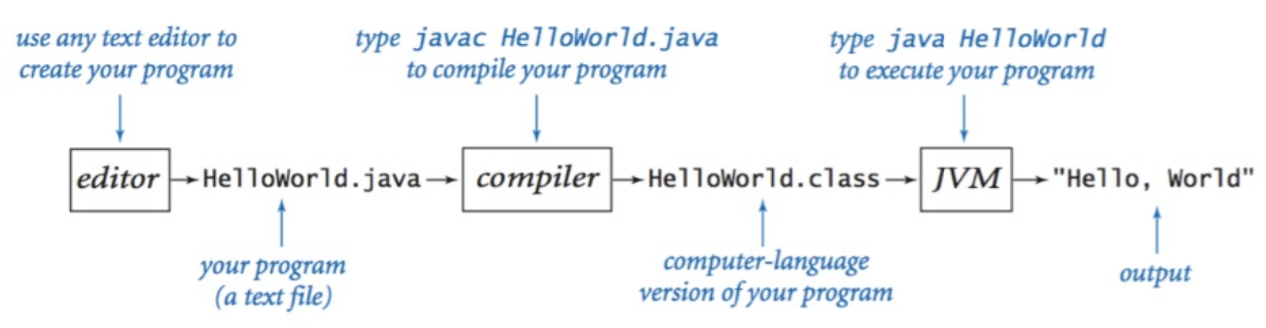 use any text editor to
create your program
type javac HelloWorld.java
to compile your program
type java HelloWorld
to execute your program
editor
HelloWorld.java
compiler
HelloWorld.class
JVM
"Hello, World"
your program
(a text file)
computer-language
version of your program
output